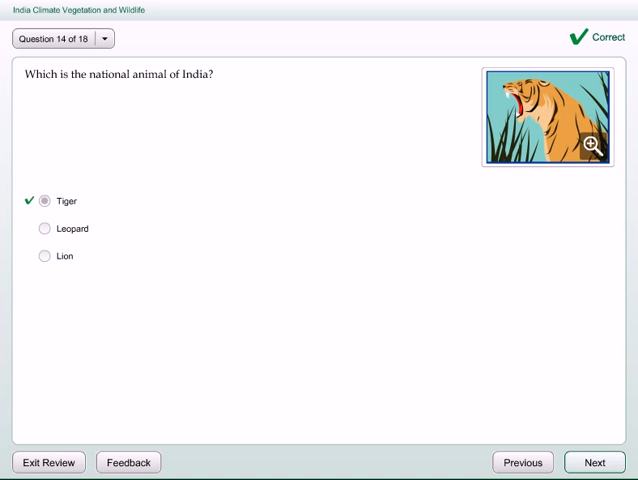 India Climate Vegetation and Wildlife
Question 14 of 18
Correct
Which is the national animal of India?
Tiger
Leopard
Lion
Exit Review
Feedback
Previous
Next